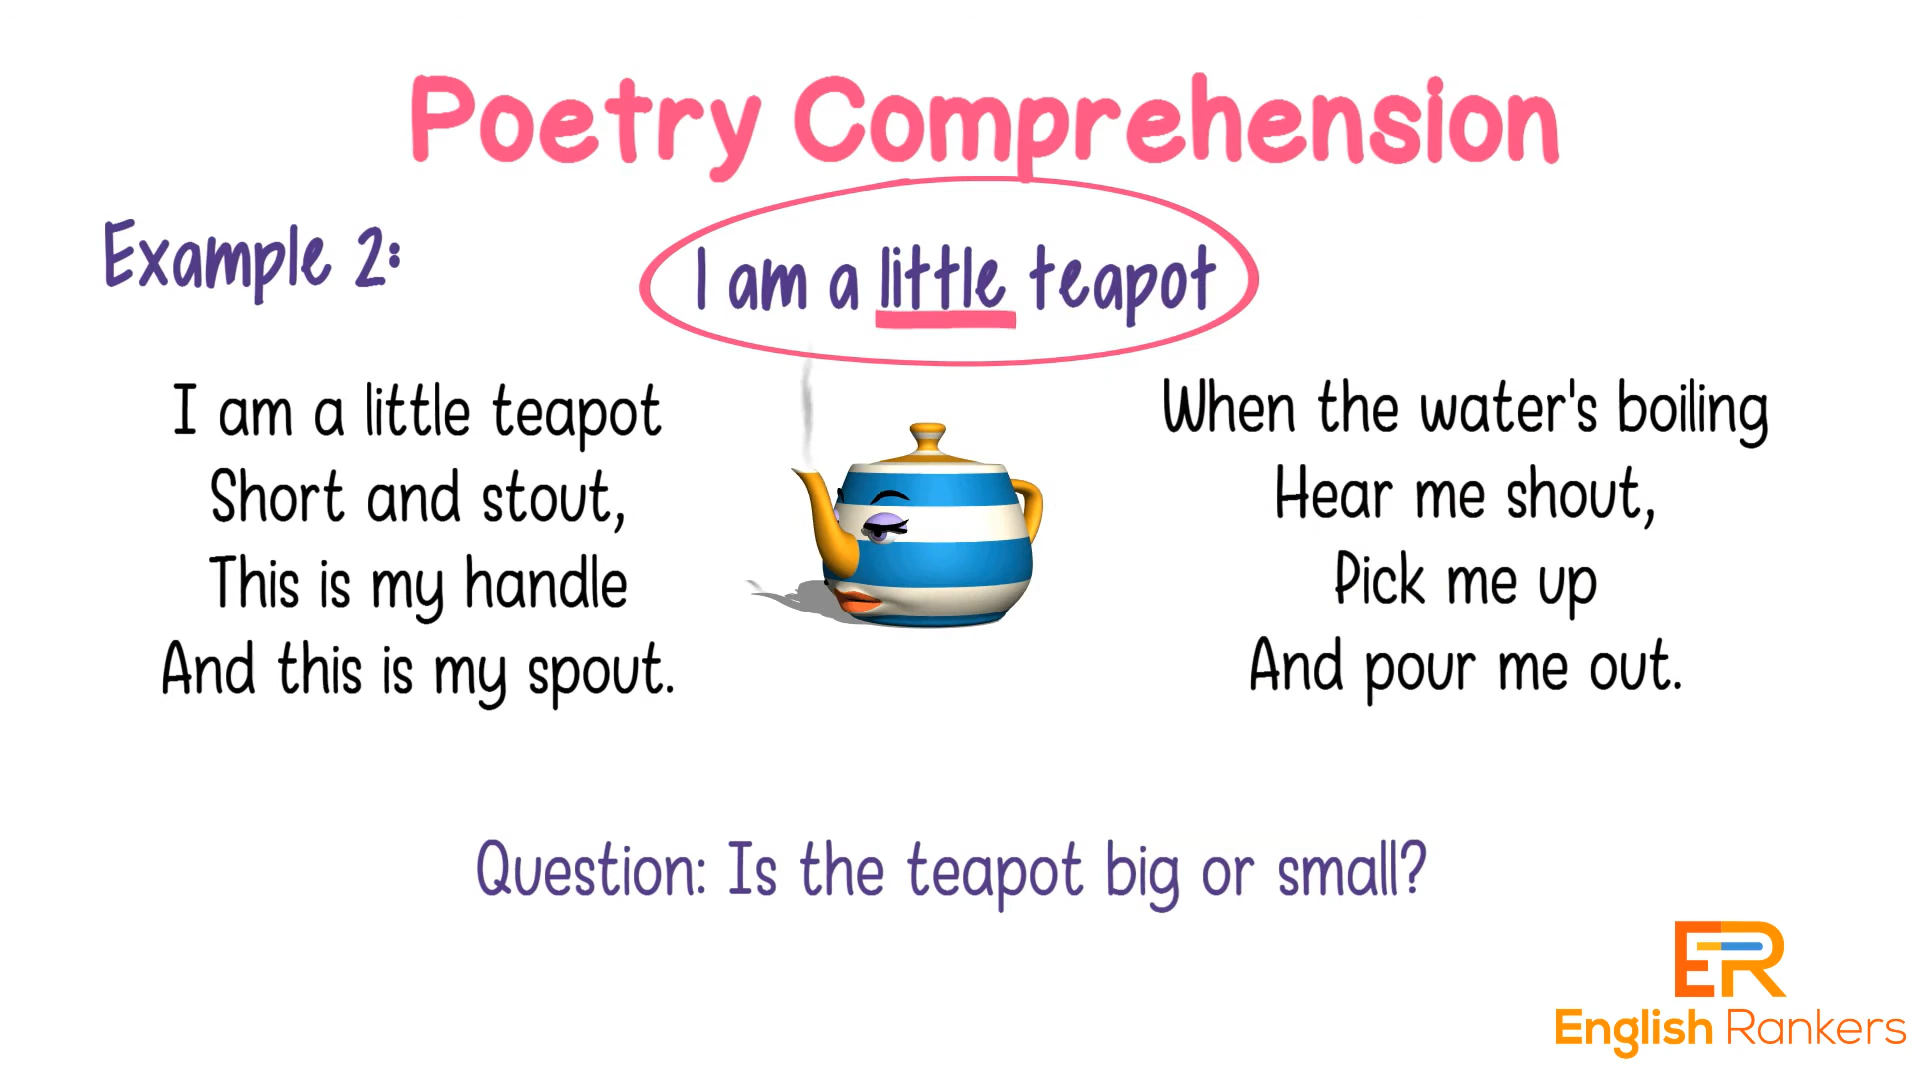 Poetry Comprehension
Example 2:
I am a little teapot
I am a little teapot
Short and stout,
This is my handle
And this is my spout.
When the water's boiling
Hear me shout,
Pick me up
And pour me out.
Question: Is the teapot big or small?
ER
English Rankers